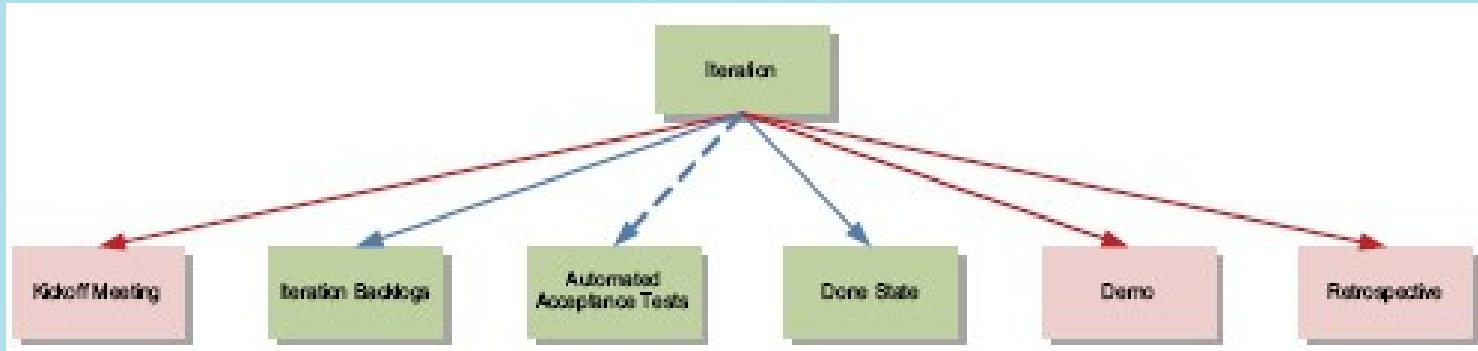 Iteration
Kickoff Meeting
Iteration Backlogs
Automated
Acceptance Tests
Done State
Demo
Retrospective